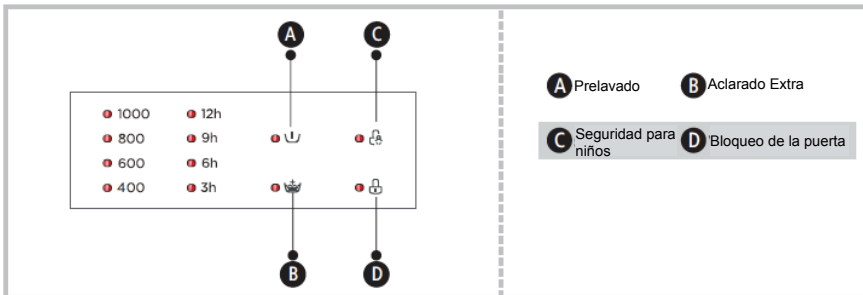 A C
1000 12h
800 9h
600 6h
400 3h
B D
A Prelavado B Aclarado Extra
C Seguridad para niños D Bloqueo de la puerta